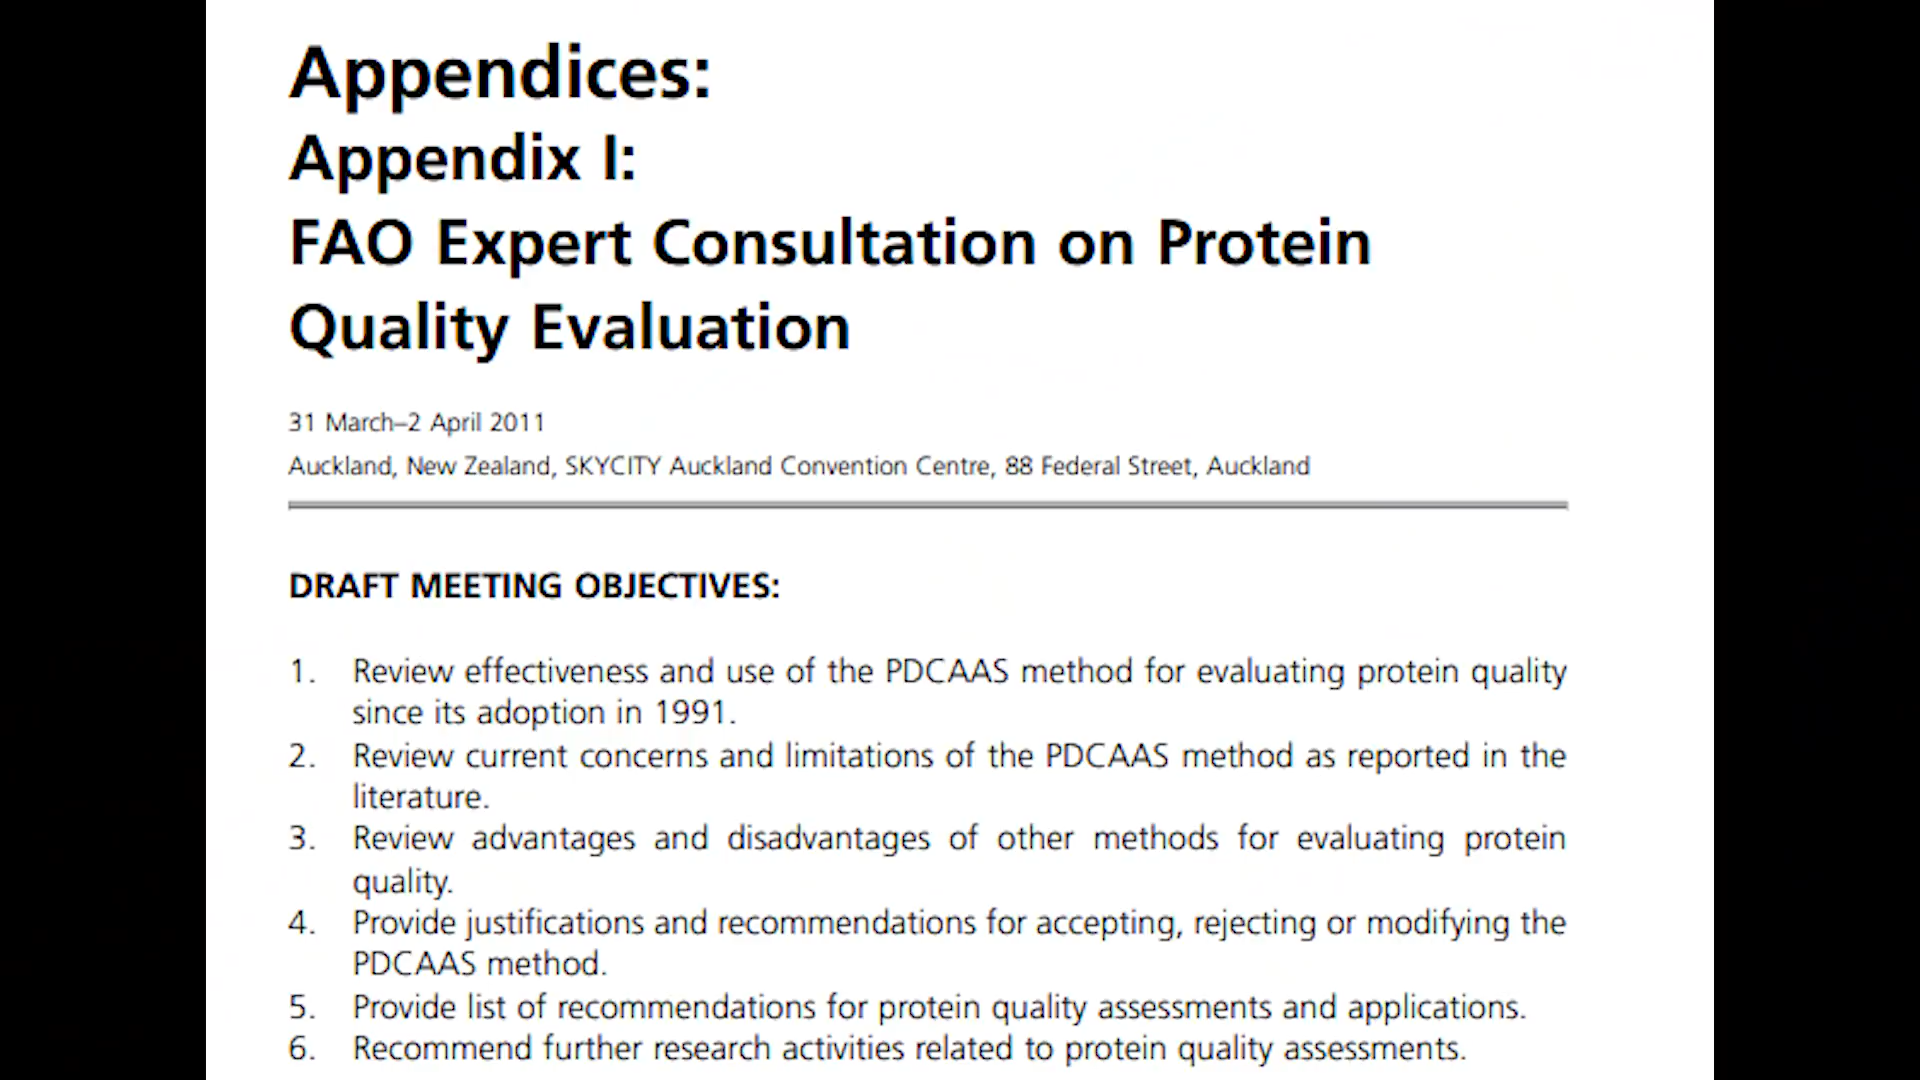 Appendices:
Appendix I:
FAO Expert Consultation on Protein
Quality Evaluation
31 March–2 April 2011
Auckland, New Zealand, SKYCITY Auckland Convention Centre, 88 Federal Street, Auckland
DRAFT MEETING OBJECTIVES:
1. Review effectiveness and use of the PDCAAS method for evaluating protein quality
since its adoption in 1991.
2. Review current concerns and limitations of the PDCAAS method as reported in the
literature.
3. Review advantages and disadvantages of other methods for evaluating protein
quality.
4. Provide justifications and recommendations for accepting, rejecting or modifying the
PDCAAS method.
5. Provide list of recommendations for protein quality assessments and applications.
6. Recommend further research activities related to protein quality assessments.